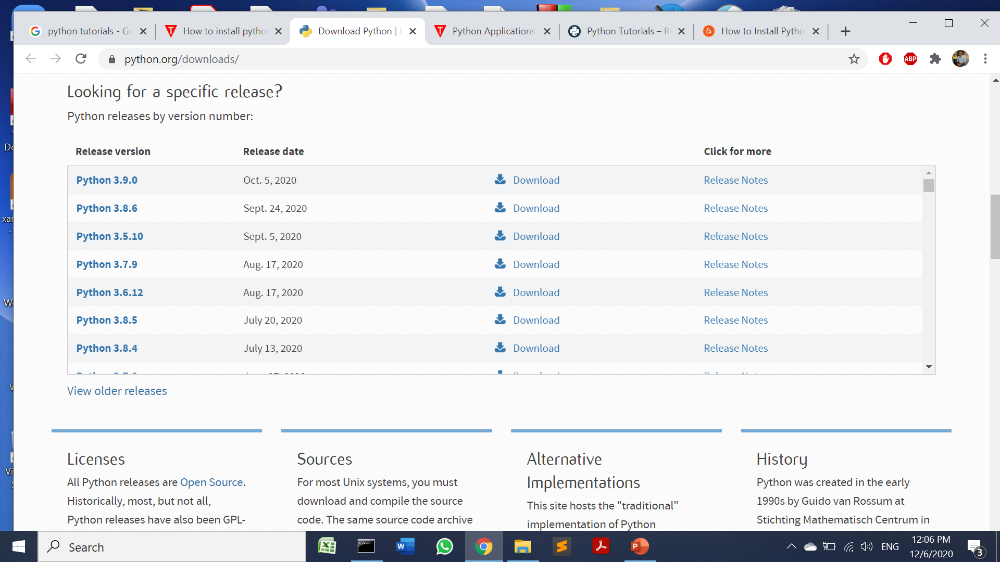 python tutorials - Go
How to install pytho
Download Python |
Python Applications
Python Tutorials – Re
How to Install Pytho
python.org/downloads/
ABP
Looking for a specific release?
Python releases by version number:
Release version Release date Click for more
Python 3.9.0 Oct. 5, 2020 Download Release Notes
Python 3.8.6 Sept. 24, 2020 Download Release Notes
Python 3.5.10 Sept. 5, 2020 Download Release Notes
Python 3.7.9 Aug. 17, 2020 Download Release Notes
Python 3.6.12 Aug. 17, 2020 Download Release Notes
Python 3.8.5 July 20, 2020 Download Release Notes
Python 3.8.4 July 13, 2020 Download Release Notes
View older releases
Licenses
All Python releases are Open Source.
Historically, most, but not all,
Python releases have also been GPL-
Sources
For most Unix systems, you must
download and compile the source
code. The same source code archive
Alternative
Implementations
This site hosts the "traditional"
implementation of Python
History
Python was created in the early
1990s by Guido van Rossum at
Stichting Mathematisch Centrum in
Search
ENG
12:06 PM
12/6/2020
3